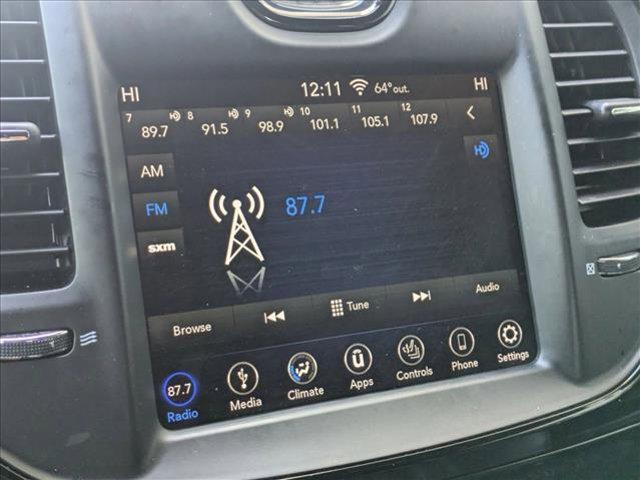 HI 12:11 64° out. HI
7 89.7 8 91.5 9 98.9 10 101.1 11 105.1 12 107.9
AM
FM
sxm
87.7
Browse Tune Audio
87.7
Radio Media Climate Apps Controls Phone Settings